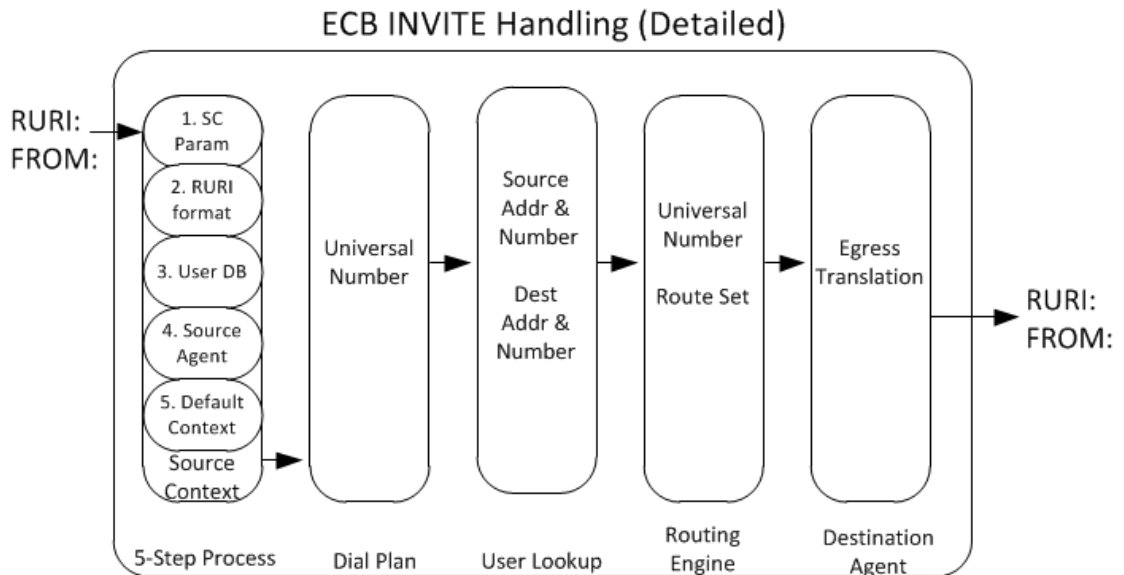 ECB INVITE Handling (Detailed)
RURI:
FROM:
1. SC
Param
2. RURI
format
3. User DB
4. Source
Agent
5. Default
Context
Source
Context
5-Step Process
Universal
Number
Dial Plan
Source
Addr &
Number
Dest
Addr &
Number
User Lookup
Universal
Number
Route Set
Routing
Engine
Egress
Translation
Destination
Agent
RURI:
FROM: